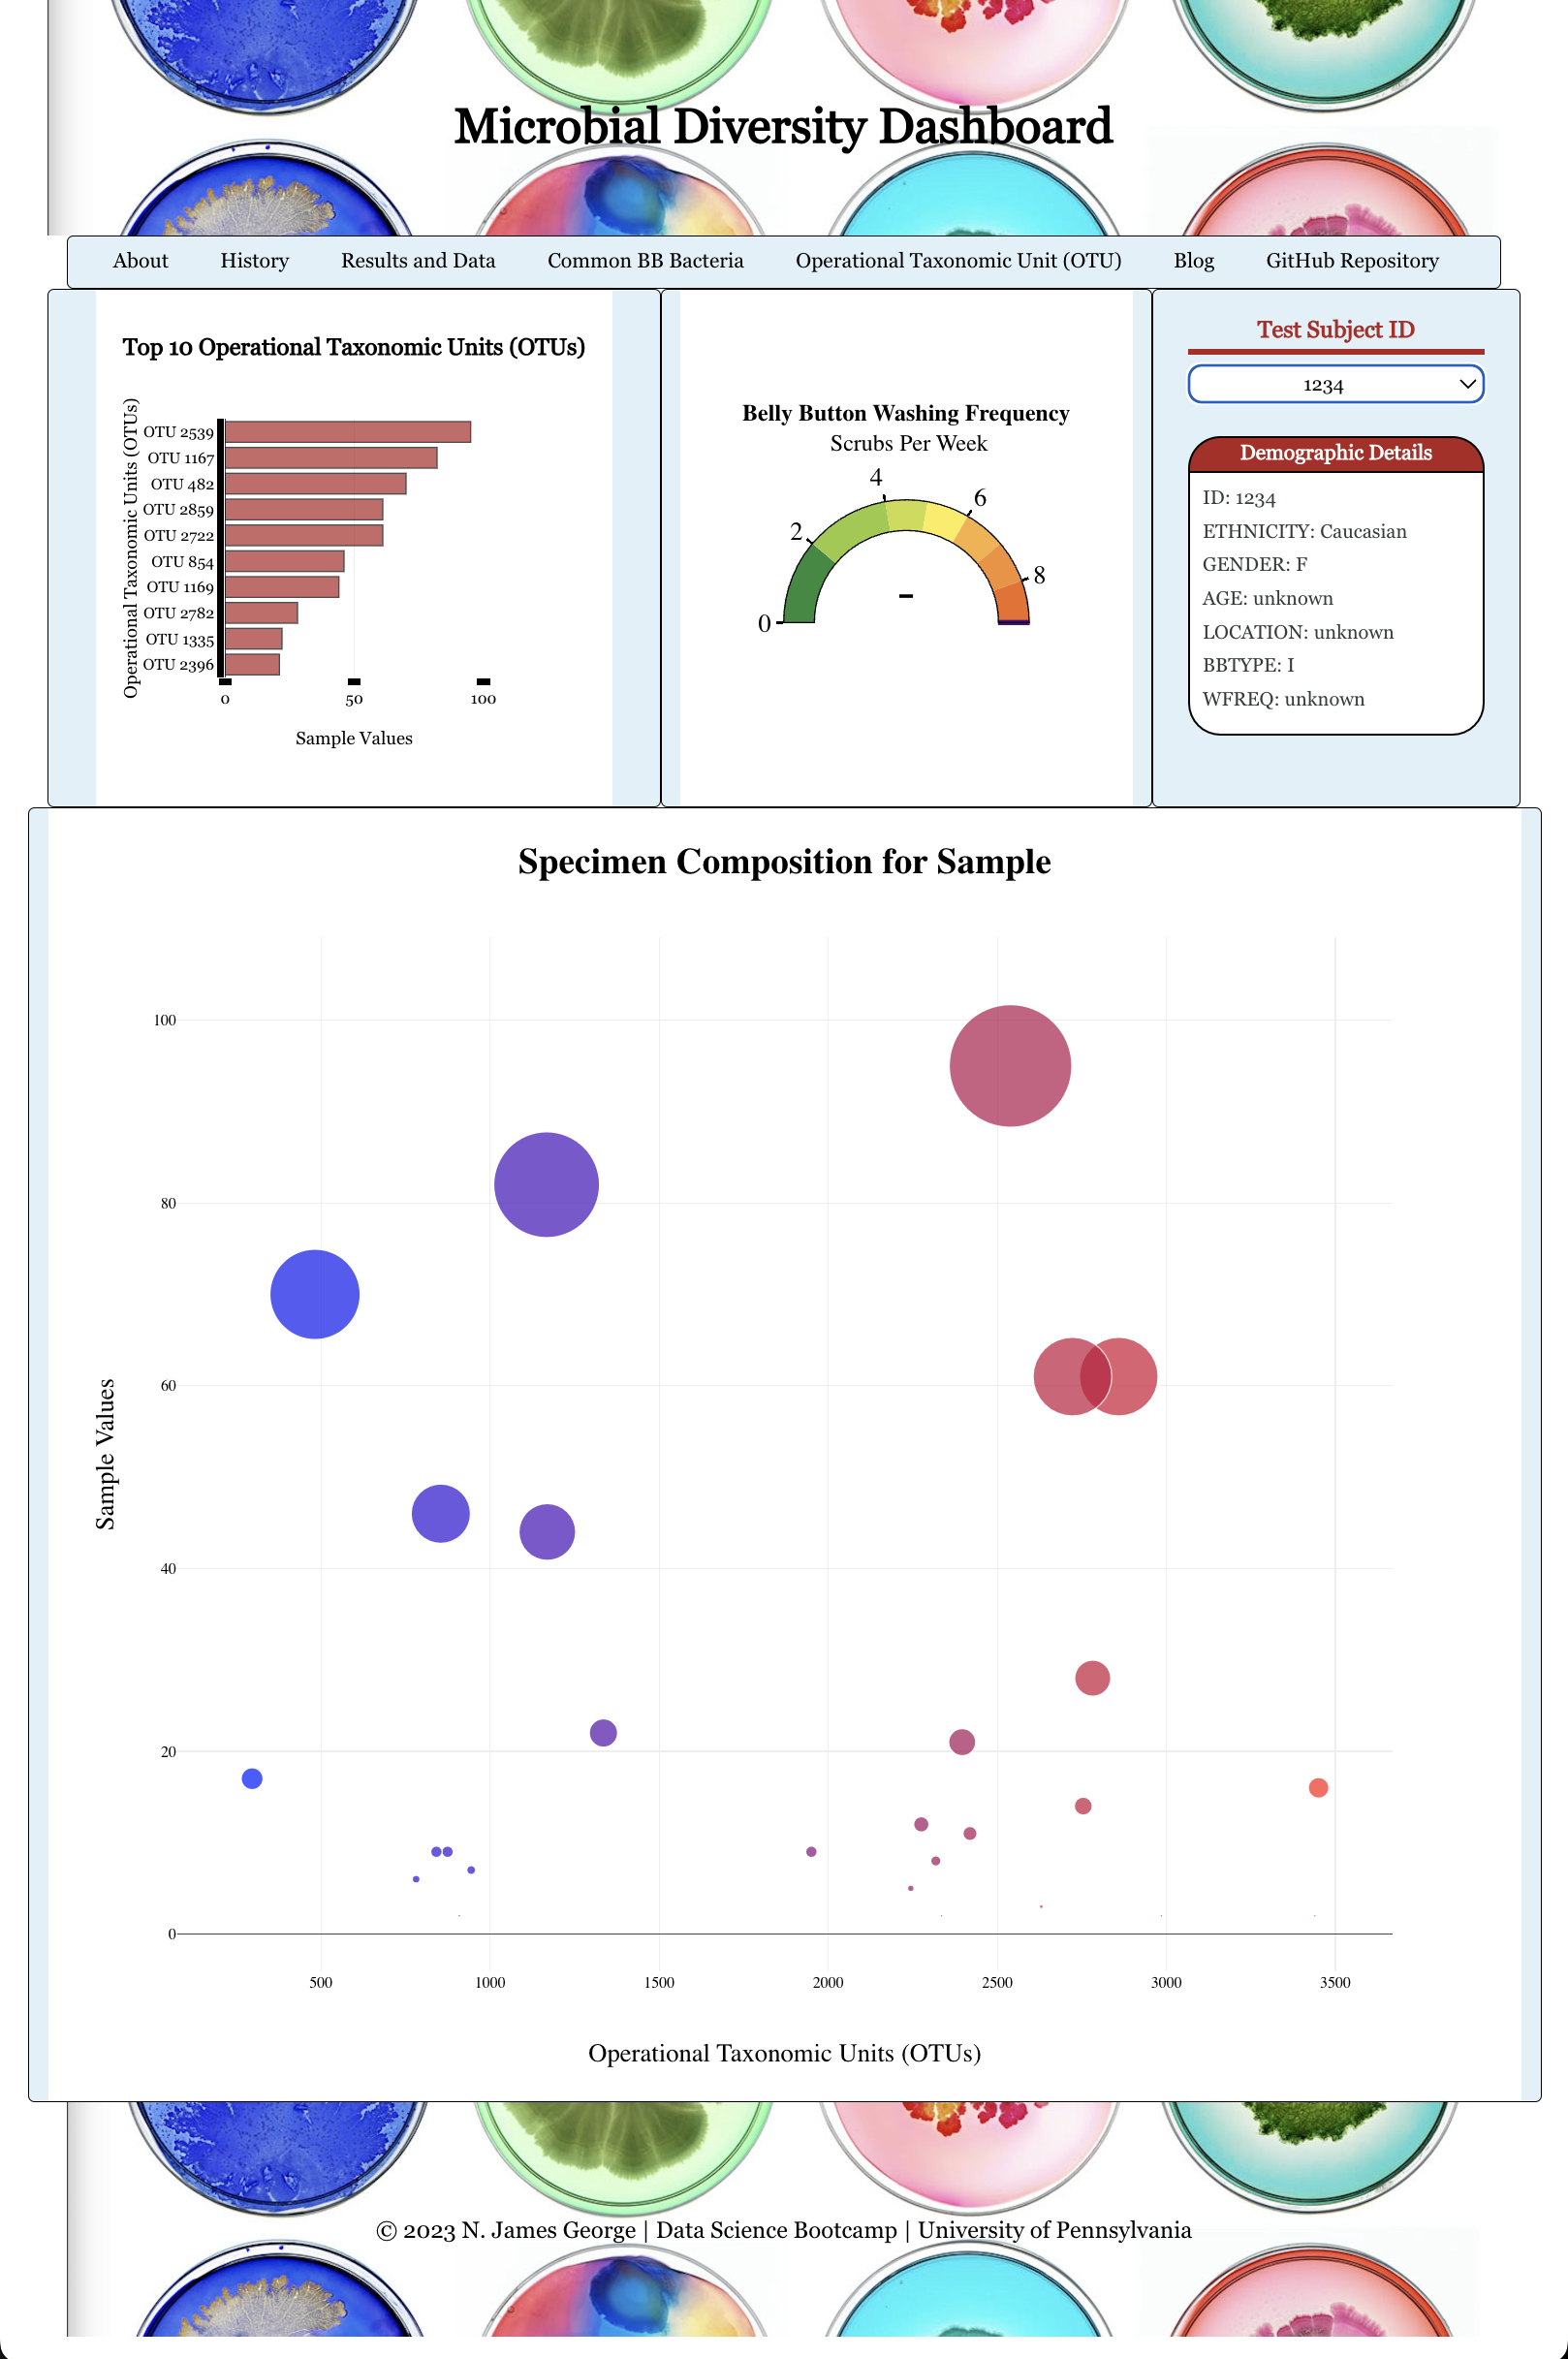 Microbial Diversity Dashboard
About History Results and Data Common BB Bacteria Operational Taxonomic Unit (OTU) Blog GitHub Repository
Top 10 Operational Taxonomic Units (OTUs)
Operational Taxonomic Units (OTUs)
OTU 2539
OTU 1167
OTU 482
OTU 2859
OTU 2722
OTU 854
OTU 1169
OTU 2782
OTU 1335
OTU 2396
0 50 100
Sample Values
Belly Button Washing Frequency
Scrubs Per Week
0
2
4
6
8
–
Test Subject ID
1234
Demographic Details
ID: 1234
ETHNICITY: Caucasian
GENDER: F
AGE: unknown
LOCATION: unknown
BBTYPE: I
WFREQ: unknown
Specimen Composition for Sample
Sample Values
100
80
60
40
20
0
500 1000 1500 2000 2500 3000 3500
Operational Taxonomic Units (OTUs)
© 2023 N. James George | Data Science Bootcamp | University of Pennsylvania